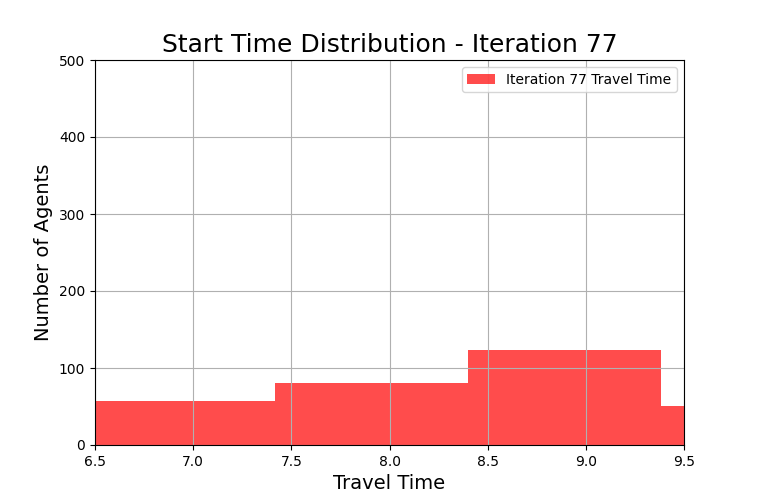 Start Time Distribution - Iteration 77
Iteration 77 Travel Time
Number of Agents
500
400
300
200
100
0
6.5 7.0 7.5 8.0 8.5 9.0 9.5
Travel Time